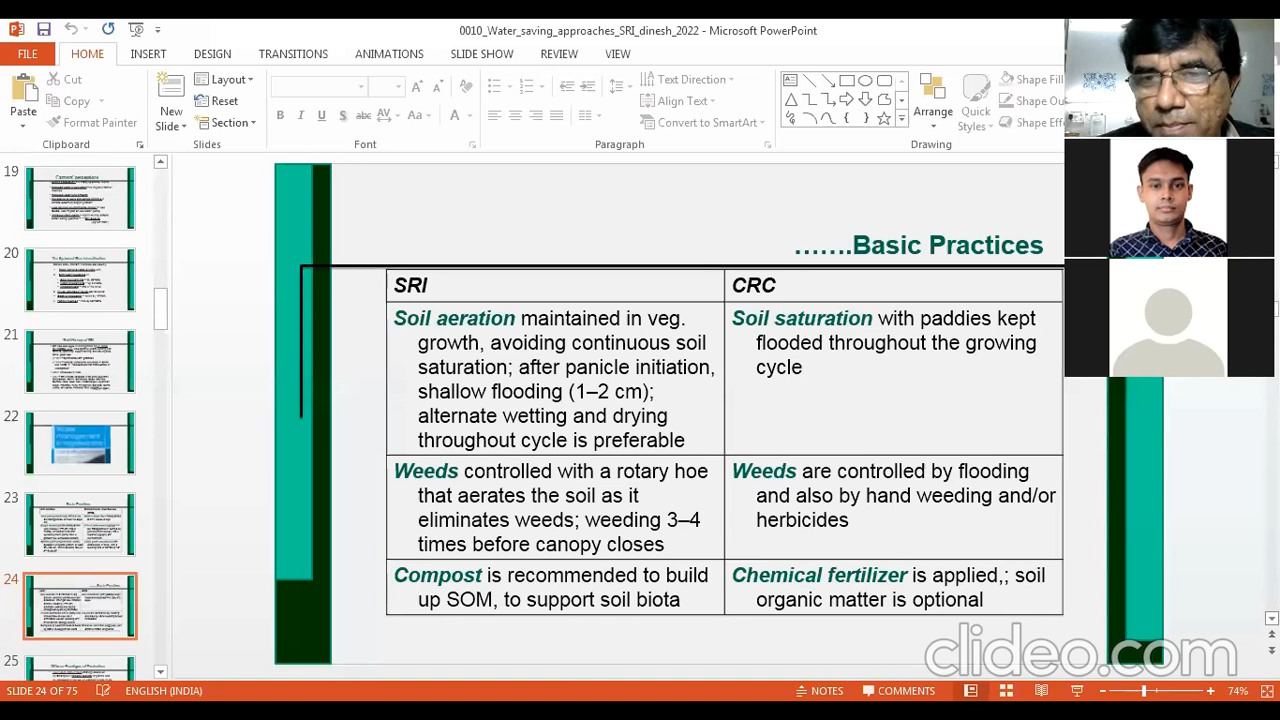 0010_Water_saving_approaches_SRI_dinesh_2022 - Microsoft PowerPoint
FILE HOME INSERT DESIGN TRANSITIONS ANIMATIONS SLIDE SHOW REVIEW VIEW
Paste
Cut
Copy
Format Painter
Clipboard
New
Slide
Layout
Reset
Section
Slides
B I U S abc AV Aa A
Font
Paragraph
Text Direction
Align Text
Convert to SmartArt
Arrange
Quick
Styles
Shape Fill
Shape Ou
Shape Effe
Drawing
19
20
21
22
23
24
25
.......Basic Practices
SRI
CRC
Soil aeration maintained in veg.
growth, avoiding continuous soil
saturation; after panicle initiation,
shallow flooding (1–2 cm);
alternate wetting and drying
throughout cycle is preferable
Soil saturation with paddies kept
flooded throughout the growing
cycle
Weeds controlled with a rotary hoe
that aerates the soil as it
eliminates weeds; weeding 3–4
times before canopy closes
Weeds are controlled by flooding
and also by hand weeding and/or
herbicides
Compost is recommended to build
up SOM, to support soil biota
Chemical fertilizer is applied,; soil
organic matter is optional
clideo.com
SLIDE 24 OF 75 ENGLISH (INDIA) NOTES COMMENTS 74%